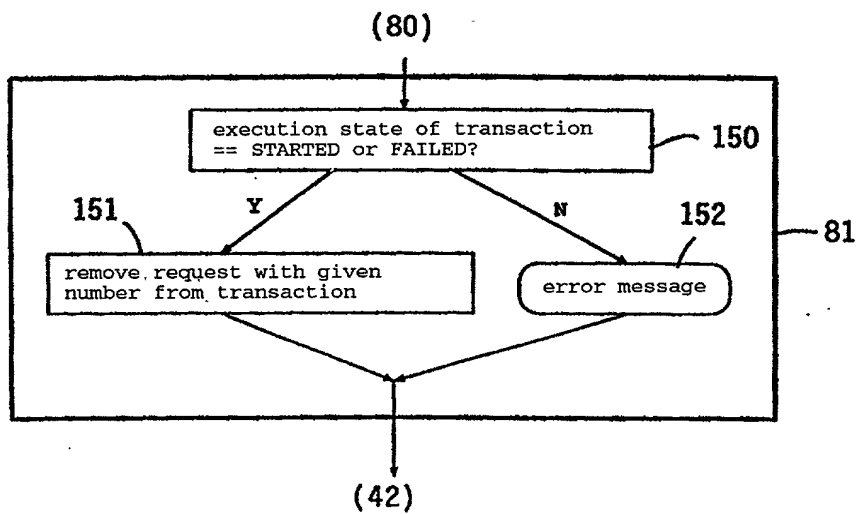 (80)
execution state of transaction
== STARTED or FAILED?
150
Y
N
151
152
81
remove request with given
number from transaction
error message
(42)